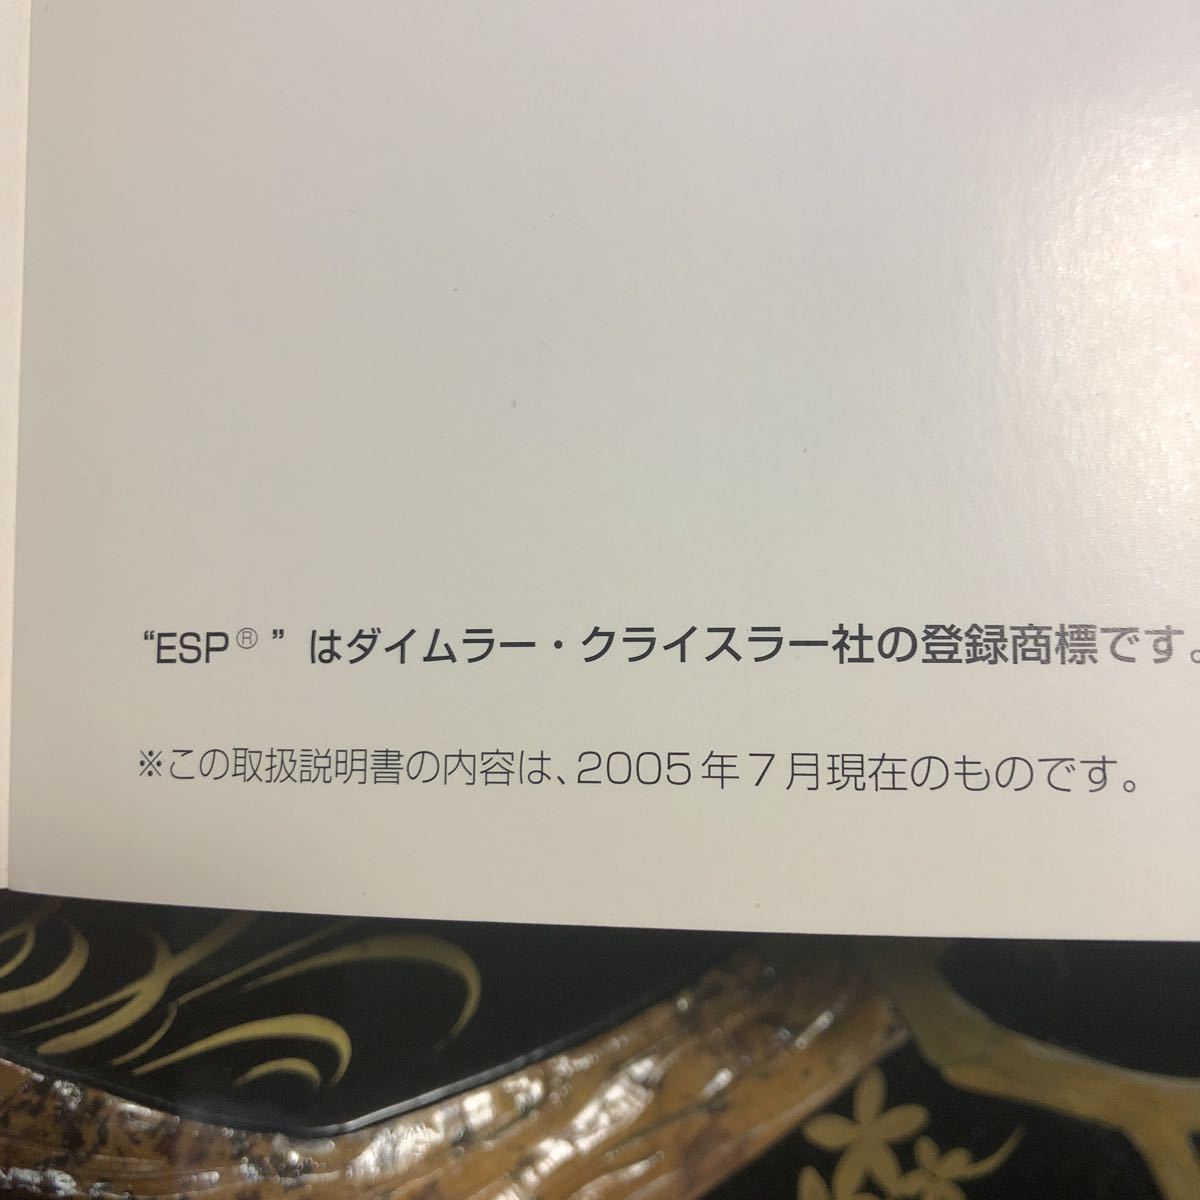 “ESP®”はダイムラー・クライスラー社の登録商標です。
※この取扱説明書の内容は、2005年7月現在のものです。